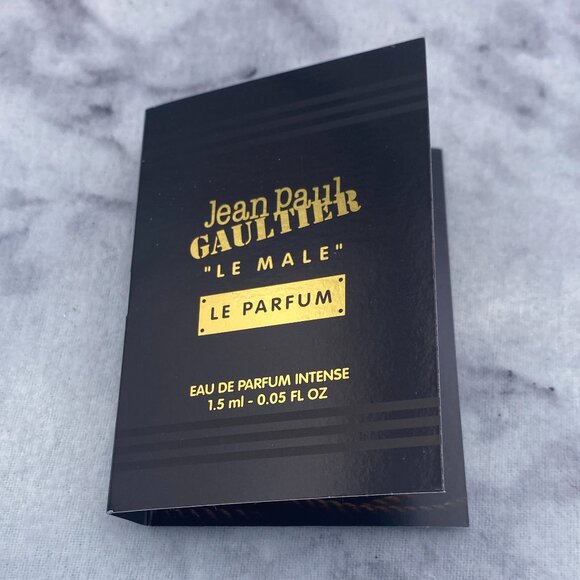 Jean Paul
GAULTIER
"LE MALE"
LE PARFUM
EAU DE PARFUM INTENSE
1.5 ml - 0.05 FL OZ